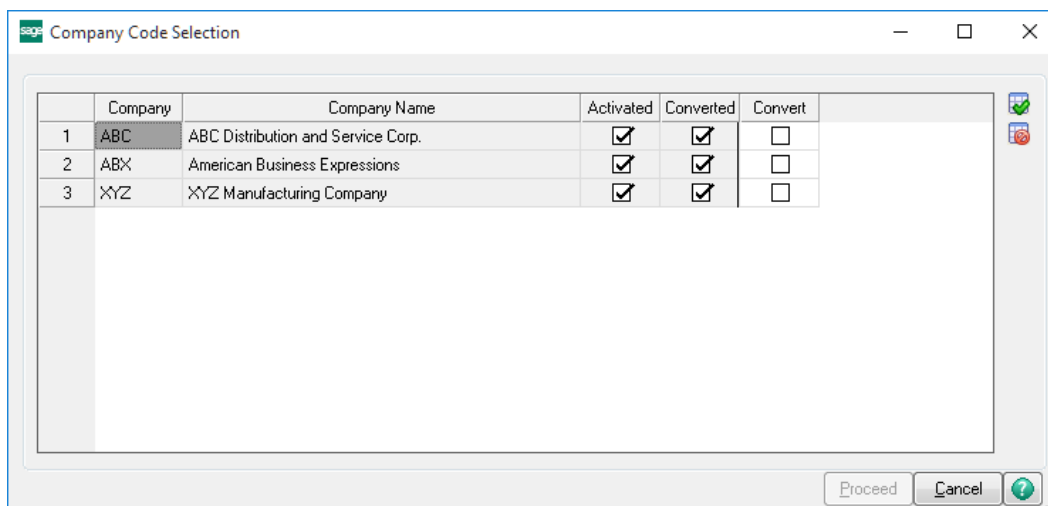 sage Company Code Selection
Company Company Name Activated Converted Convert
1 ABC ABC Distribution and Service Corp.
2 ABX American Business Expressions
3 XYZ XYZ Manufacturing Company
Proceed Cancel ?